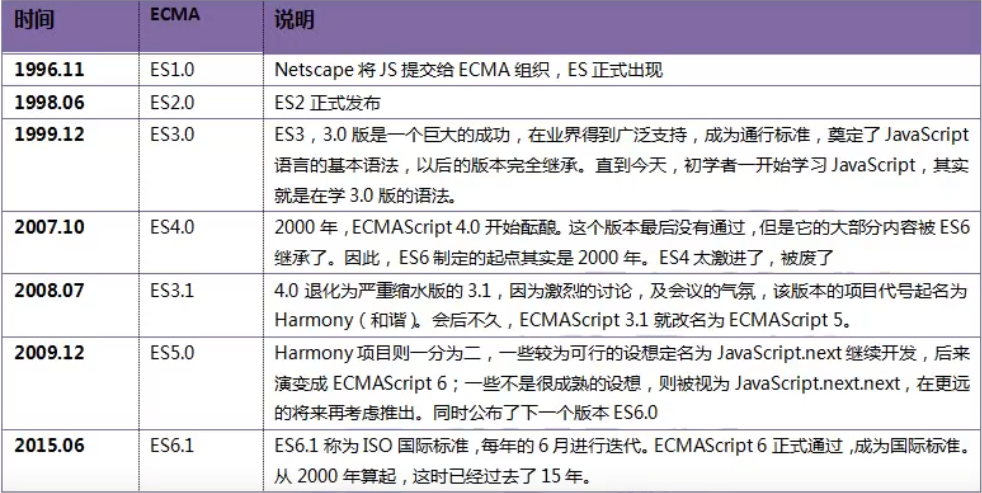 时间 ECMA 说明
1996.11 ES1.0 Netscape 将 JS 提交给 ECMA 组织，ES 正式出现
1998.06 ES2.0 ES2 正式发布
1999.12 ES3.0 ES3，3.0 版是一个巨大的成功，在业界得到广泛支持，成为通行标准，奠定了 JavaScript
语言的基本语法，以后的版本完全继承。直到今天，初学者一开始学习 JavaScript，其实
就是在学 3.0 版的语法。
2007.10 ES4.0 2000 年，ECMAScript 4.0 开始酝酿。这个版本最后没有通过，但是它的大部分内容被 ES6
继承了。因此，ES6 制定的起点其实是 2000 年。ES4 太激进了，被废了
2008.07 ES3.1 4.0 退化为严重缩水版的 3.1，因为激烈的讨论，及会议的气氛，该版本的项目代号起名为
Harmony（和谐）。会后不久，ECMAScript 3.1 就改名为 ECMAScript 5。
2009.12 ES5.0 Harmony 项目则一分为二，一些较为可行的设想定名为 JavaScript.next 继续开发，后来
演变成 ECMAScript 6；一些不是很成熟的设想，则被视为 JavaScript.next.next，在更远
的将来再考虑推出。同时公布了下一个版本 ES6.0
2015.06 ES6.1 ES6.1 称为 ISO 国际标准，每年的 6 月进行迭代。ECMAScript 6 正式通过，成为国际标准。
从 2000 年算起，这时已经过去了 15 年。